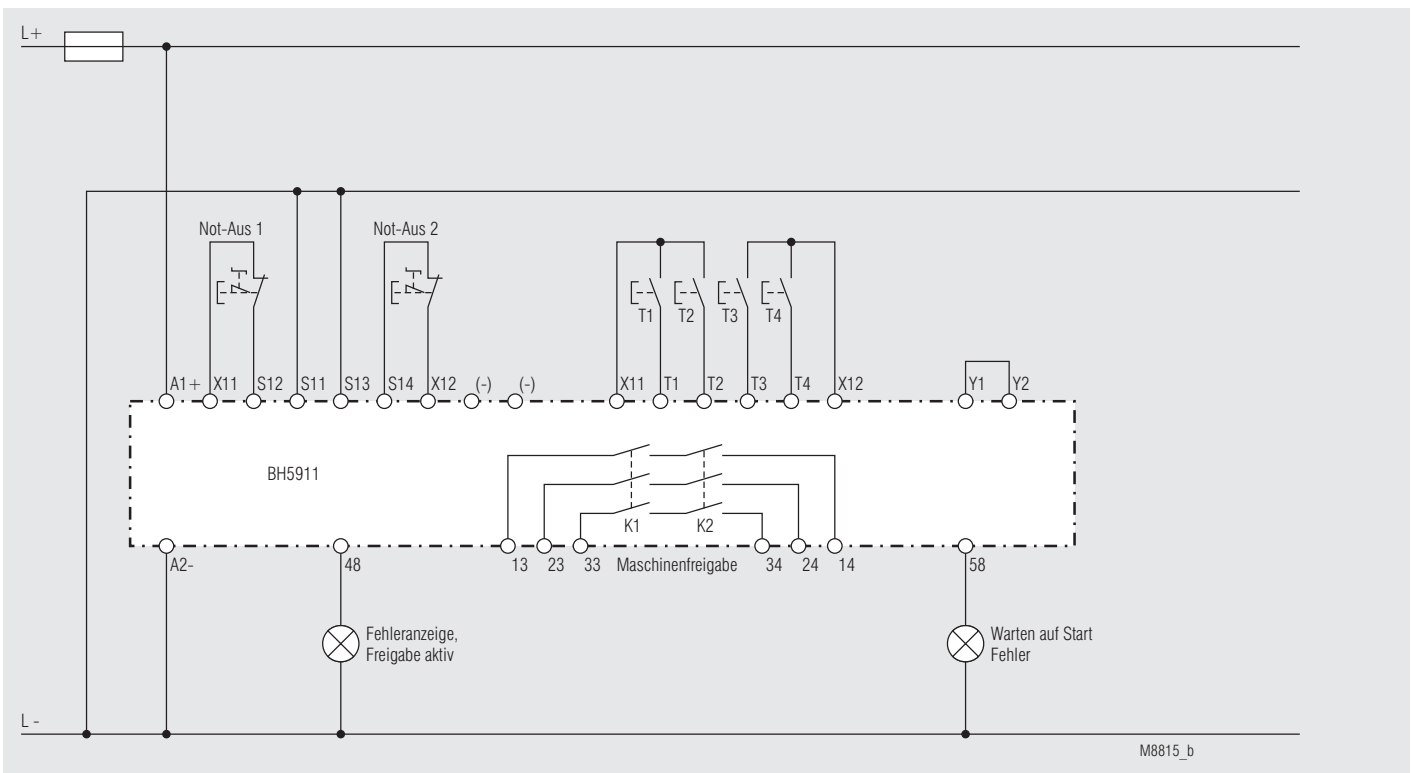 L+
Not-Aus 1
Not-Aus 2
T1 T2 T3 T4
A1+ X11 S12 S11 S13 S14 X12 (-) (-) X11 T1 T2 T3 T4 X12 Y1 Y2
BH5911
K1 K2
A2- 48 13 23 33 Maschinenfreigabe 34 24 14 58
Fehleranzeige,
Freigabe aktiv
Warten auf Start
Fehler
L -
M8815_b